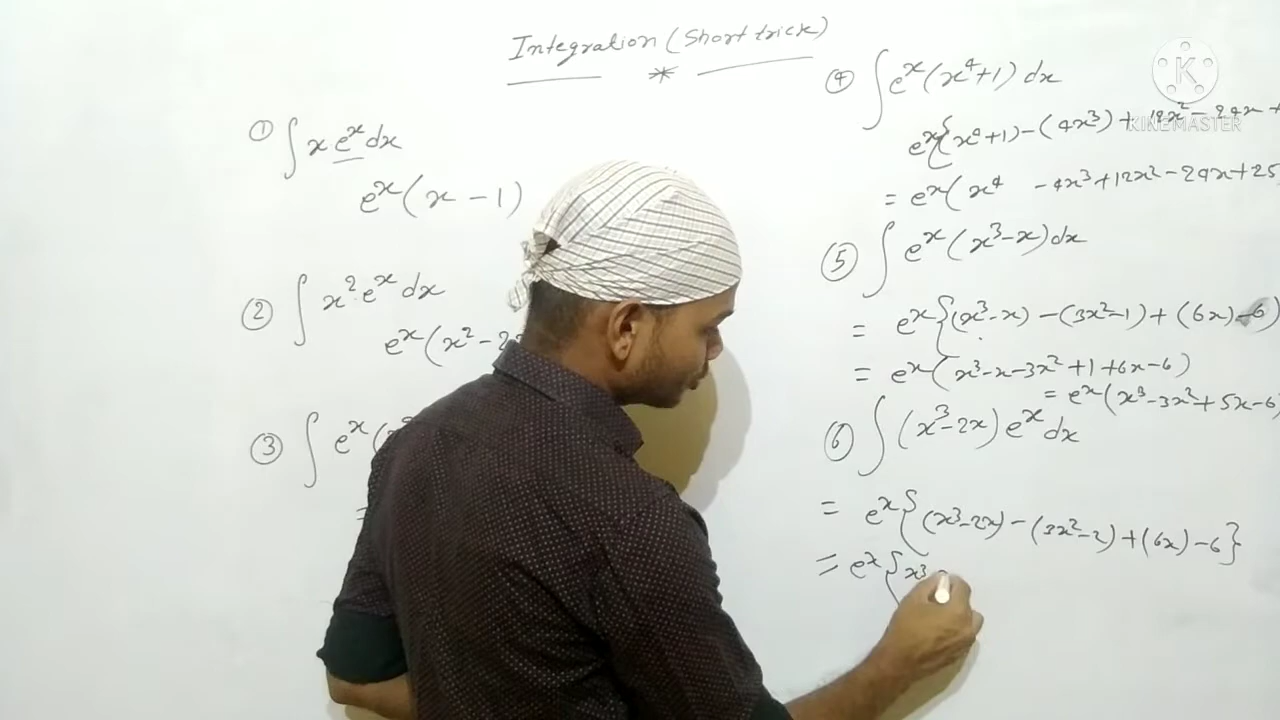 Integration (Short trick)
*
① ∫ x eˣ dx
eˣ(x - 1)
② ∫ x² · eˣ dx
eˣ(x² - 2
③ ∫ eˣ(
=
④ ∫ eˣ(x⁴+1) dx
eˣ{(x⁴+1) - (4x³) + 12x² - 24x +
= eˣ(x⁴ - 4x³ + 12x² - 24x + 25
⑤ ∫ eˣ(x³-x) dx
= eˣ{(x³-x) - (3x²-1) + (6x) - 6}
= eˣ(x³-x-3x²+1+6x-6)
= eˣ(x³-3x²+5x-6
⑥ ∫ (x³-2x) eˣ dx
= eˣ{(x³-2x) - (3x²-2) + (6x) - 6}
= eˣ{x³
K
KINEMASTER